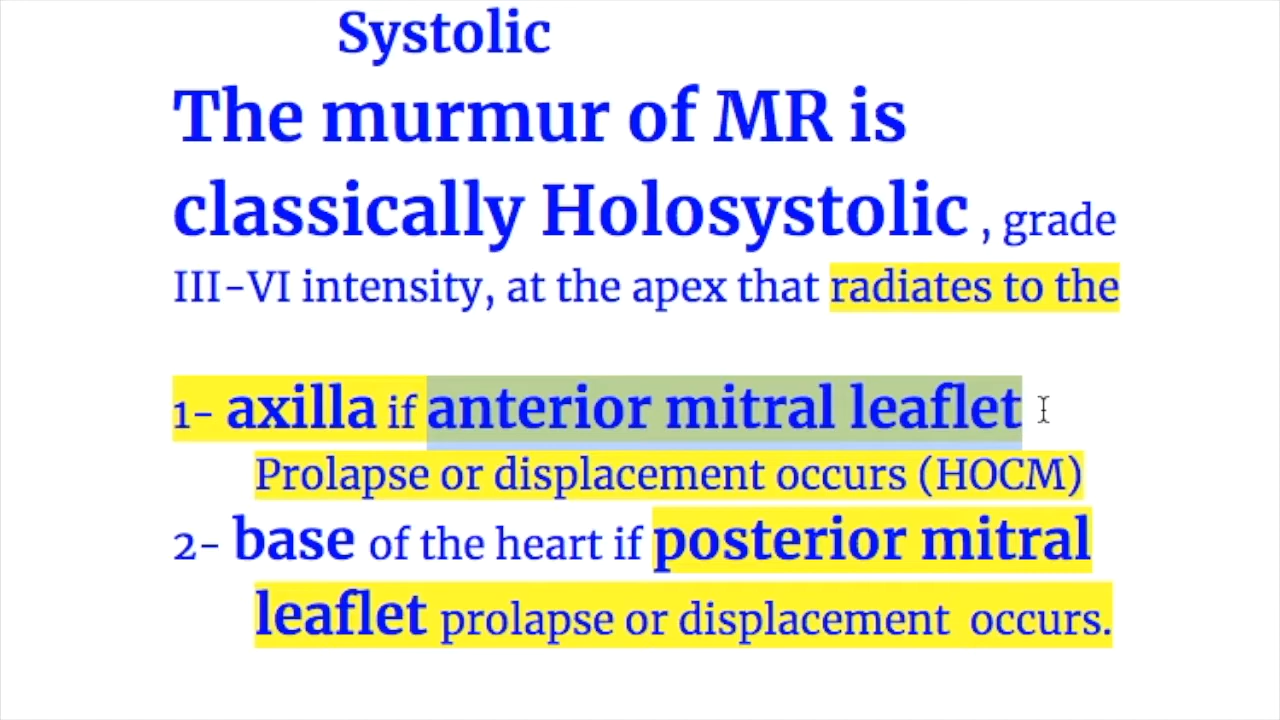 Systolic
The murmur of MR is
classically Holosystolic , grade
III-VI intensity, at the apex that radiates to the
1- axilla if anterior mitral leaflet
Prolapse or displacement occurs (HOCM)
2- base of the heart if posterior mitral
leaflet prolapse or displacement occurs.